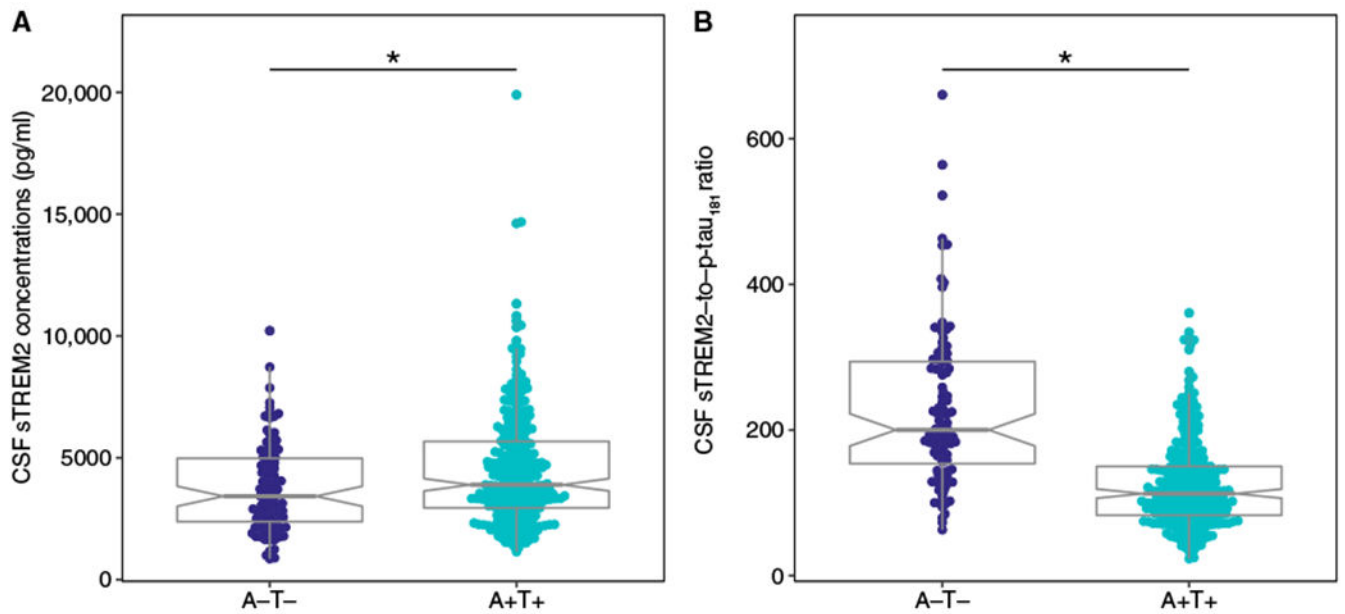 A
B
*
*
CSF sTREM2 concentrations (pg/ml)
20,000
15,000
10,000
5000
0
A–T–
A+T+
CSF sTREM2–to–p-tau181 ratio
600
400
200
0
A–T–
A+T+